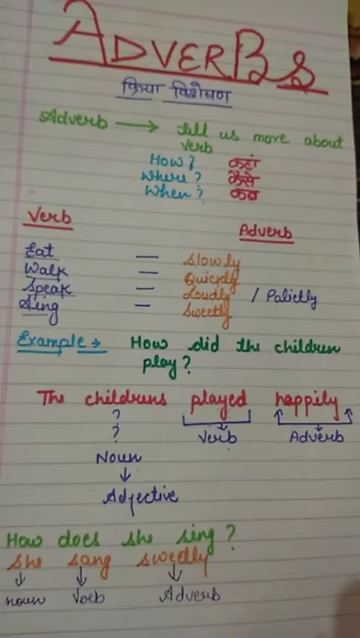 ADVERBS
क्रिया विशेषण
Adverb → tell us more about
verb
How? कहां
Where? कैसे
When? कब
Verb Adverb
Eat — Slowly
Walk — Quickly
Speak — Loudly / Palietly
Sing — Sweetly
Example → How did the children
play?
The childruns played happily
? Verb Adverb
?
Noun
↓
Adjective
How does she sing?
She sang sweetly
↓ ↓ ↓
noun Verb Adverb